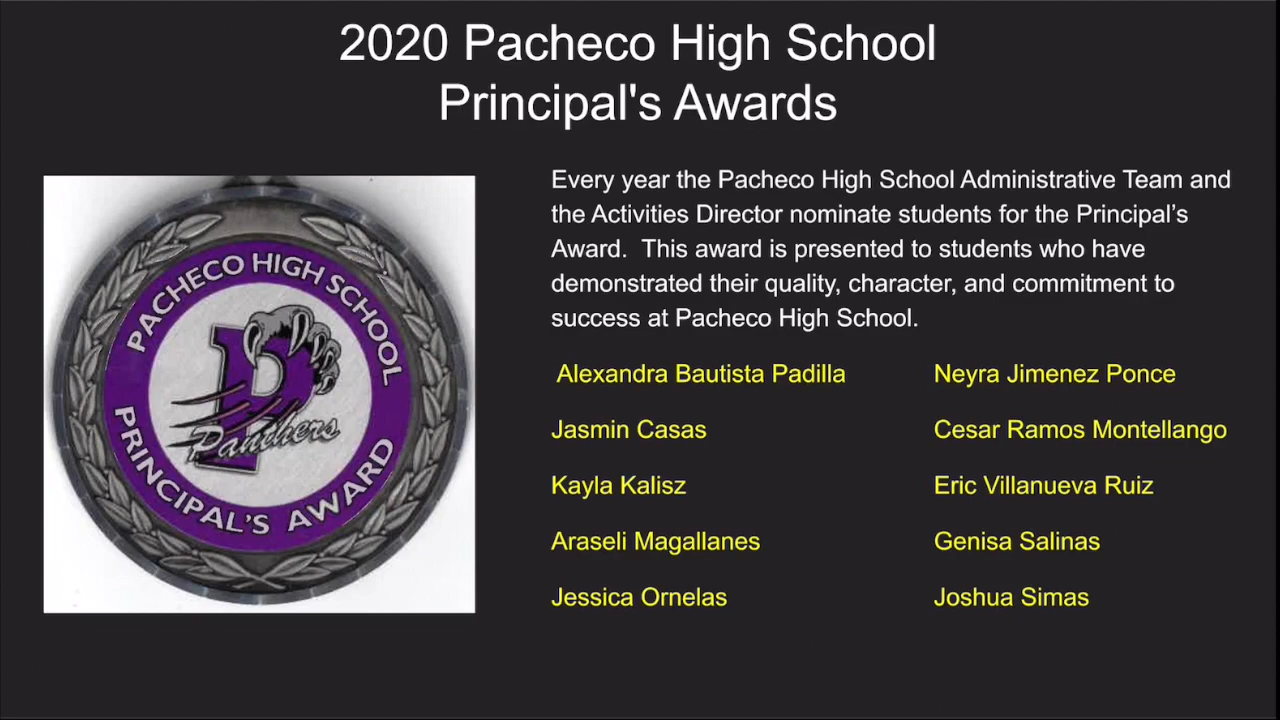 2020 Pacheco High School
Principal's Awards
PACHECO HIGH SCHOOL
Panthers
PRINCIPAL'S AWARD
Every year the Pacheco High School Administrative Team and
the Activities Director nominate students for the Principal’s
Award.  This award is presented to students who have
demonstrated their quality, character, and commitment to
success at Pacheco High School.
Alexandra Bautista Padilla
Jasmin Casas
Kayla Kalisz
Araseli Magallanes
Jessica Ornelas
Neyra Jimenez Ponce
Cesar Ramos Montellango
Eric Villanueva Ruiz
Genisa Salinas
Joshua Simas